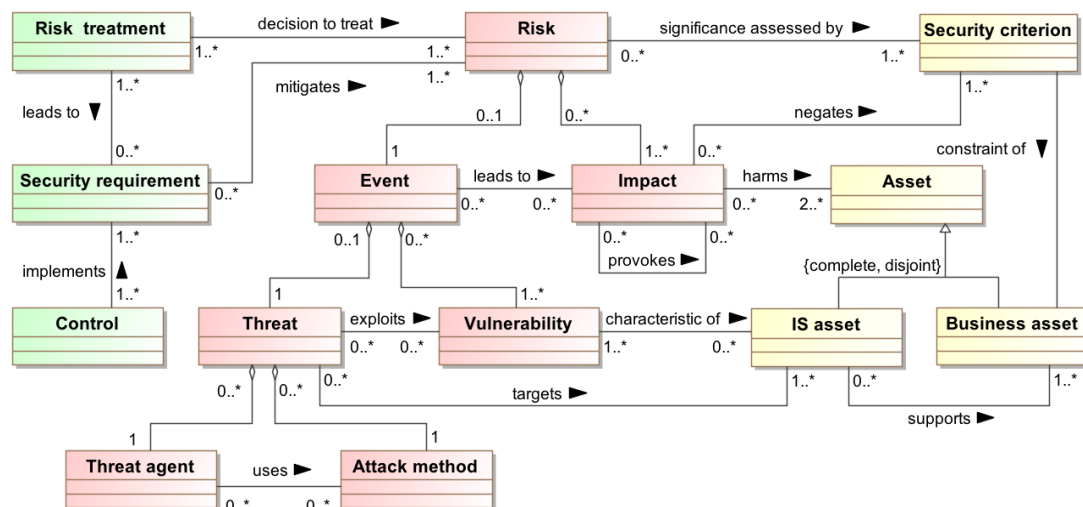 Risk treatment
decision to treat
1..*
1..*
Risk
significance assessed by
0..*
1..*
Security criterion
1..*
mitigates
1..*
1..*
leads to
0..1
0..*
negates
0..*
1
1..*
0..*
constraint of
Security requirement
0..*
Event
leads to
0..*
0..*
Impact
harms
0..*
2..*
Asset
1..*
0..1
0..*
0..*
0..*
provokes
implements
{complete, disjoint}
1..*
1
1..*
Control
Threat
exploits
0..*
0..*
Vulnerability
characteristic of
1..*
0..*
IS asset
Business asset
0..*
0..*
0..*
targets
1..*
0..*
1..*
supports
1
1
Threat agent
uses
0..*
0..*
Attack method